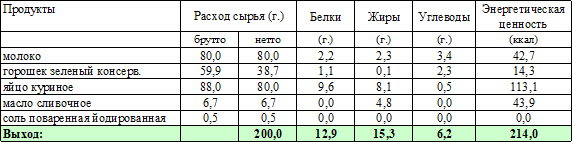 Продукты Расход сырья (г.) Белки Жиры Углеводы Энергетическая ценность
брутто нетто (г.) (г.) (г.) (ккал)
молоко 80,0 80,0 2,2 2,3 3,4 42,7
горошек зеленый консерв. 59,9 38,7 1,1 0,1 2,3 14,3
яйцо куриное 88,0 80,0 9,6 8,1 0,5 113,1
масло сливочное 6,7 6,7 0,0 4,8 0,0 43,9
соль поваренная йодированная 0,5 0,5 0,0 0,0 0,0 0,0
Выход: 200,0 12,9 15,3 6,2 214,0